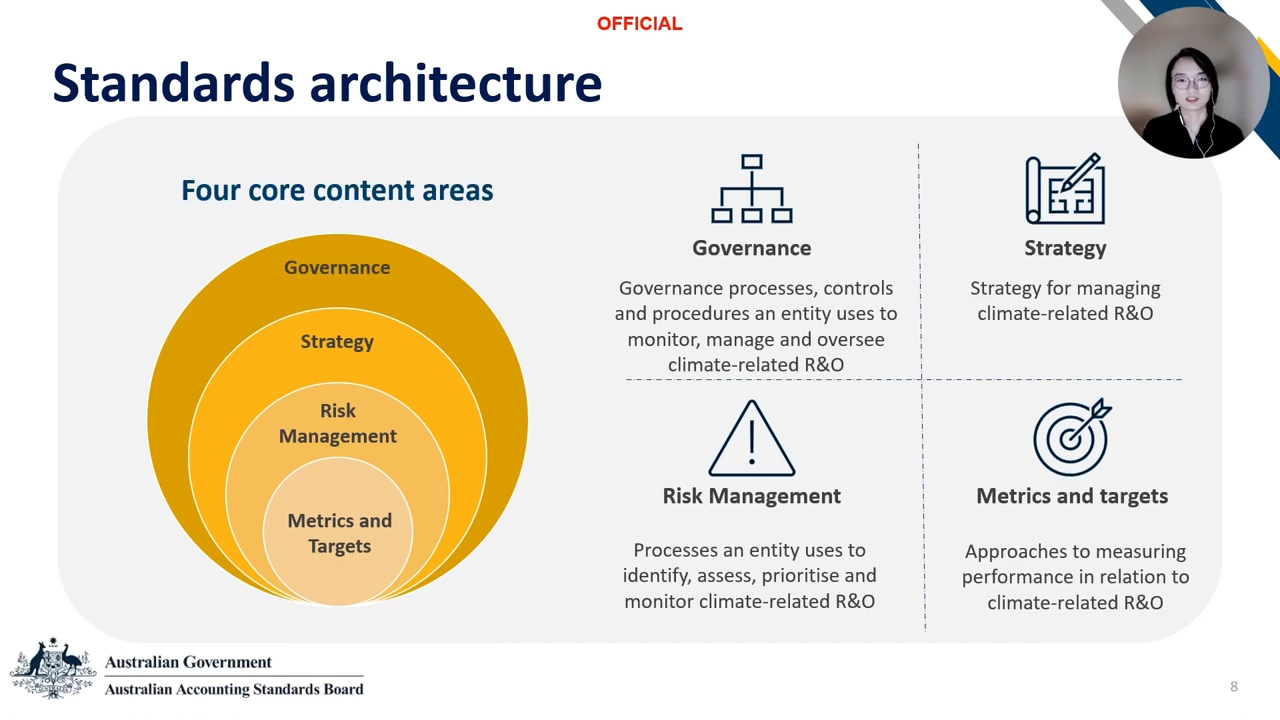 OFFICIAL
Standards architecture
Four core content areas
Governance
Strategy
Risk
Management
Metrics and
Targets
Governance
Governance processes, controls
and procedures an entity uses to
monitor, manage and oversee
climate-related R&O
Strategy
Strategy for managing
climate-related R&O
Risk Management
Processes an entity uses to
identify, assess, prioritise and
monitor climate-related R&O
Metrics and targets
Approaches to measuring
performance in relation to
climate-related R&O
Australian Government
Australian Accounting Standards Board
8